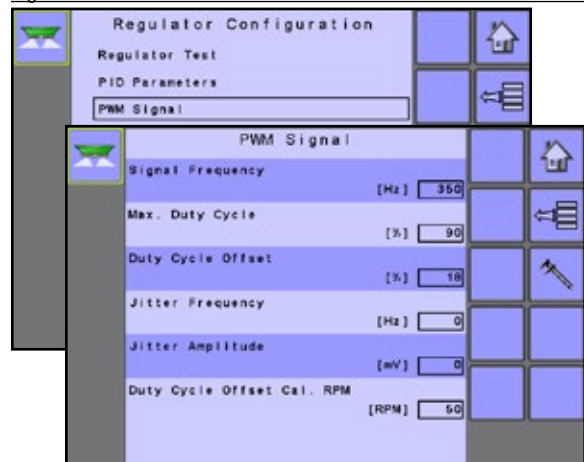 Regulator Configuration
Regulator Test
PID Parameters
PWM Signal
PWM Signal
Signal Frequency
[Hz] 350
Max. Duty Cycle
[%] 90
Duty Cycle Offset
[%] 18
Jitter Frequency
[Hz] 0
Jitter Amplitude
[mV] 0
Duty Cycle Offset Cal. RPM
[RPM] 50